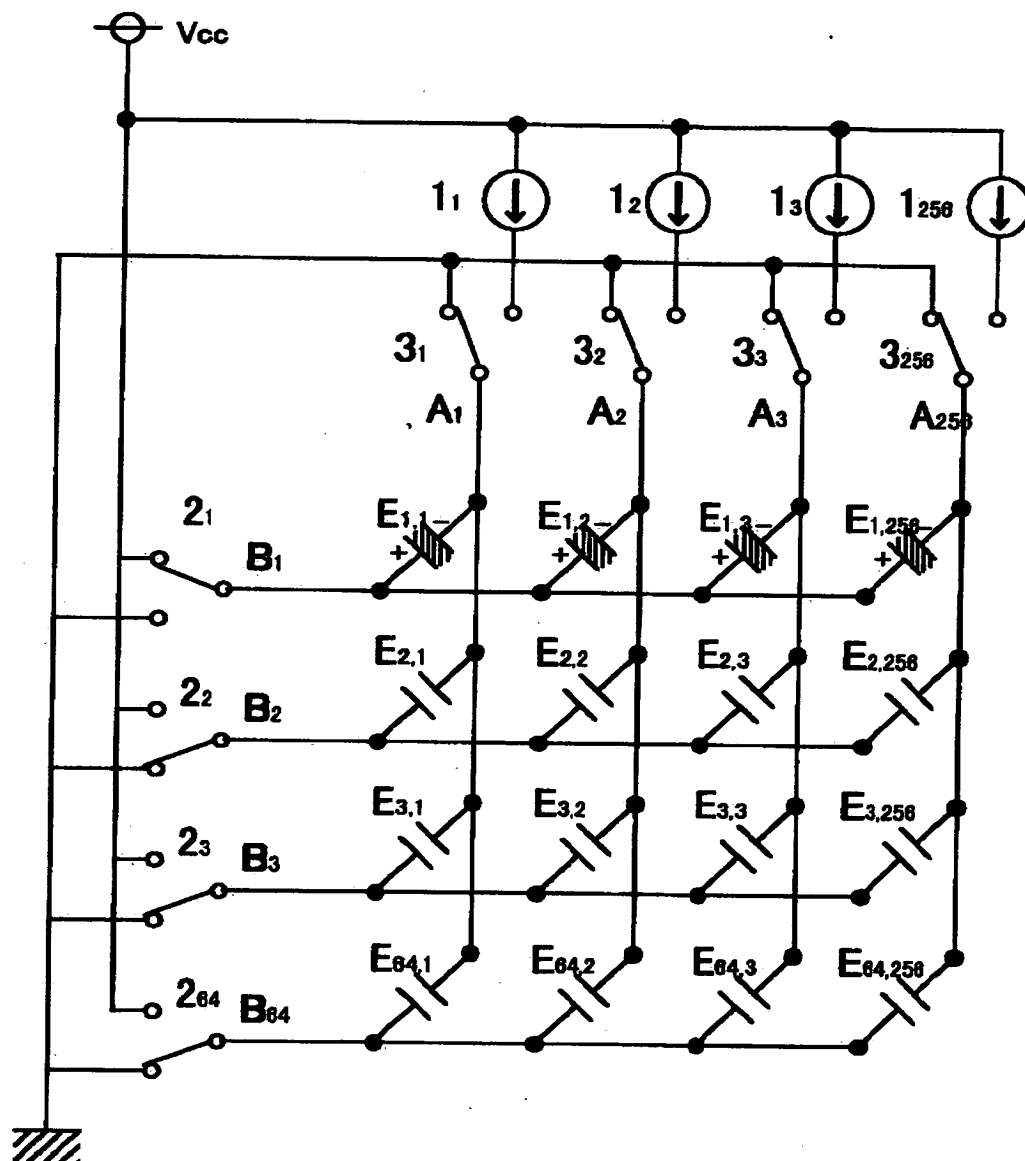 Vcc
1₁ 1₂ 1₃ 1₂₅₆
3₁ 3₂ 3₃ 3₂₅₆
A₁ A₂ A₃ A₂₅₆
2₁ E₁,₁ − E₁,₂ − E₁,₃ − E₁,₂₅₆ −
B₁ + + + +
E₂,₁ E₂,₂ E₂,₃ E₂,₂₅₆
2₂ B₂
E₃,₁ E₃,₂ E₃,₃ E₃,₂₅₆
2₃ B₃
E₆₄,₁ E₆₄,₂ E₆₄,₃ E₆₄,₂₅₆
2₆₄ B₆₄